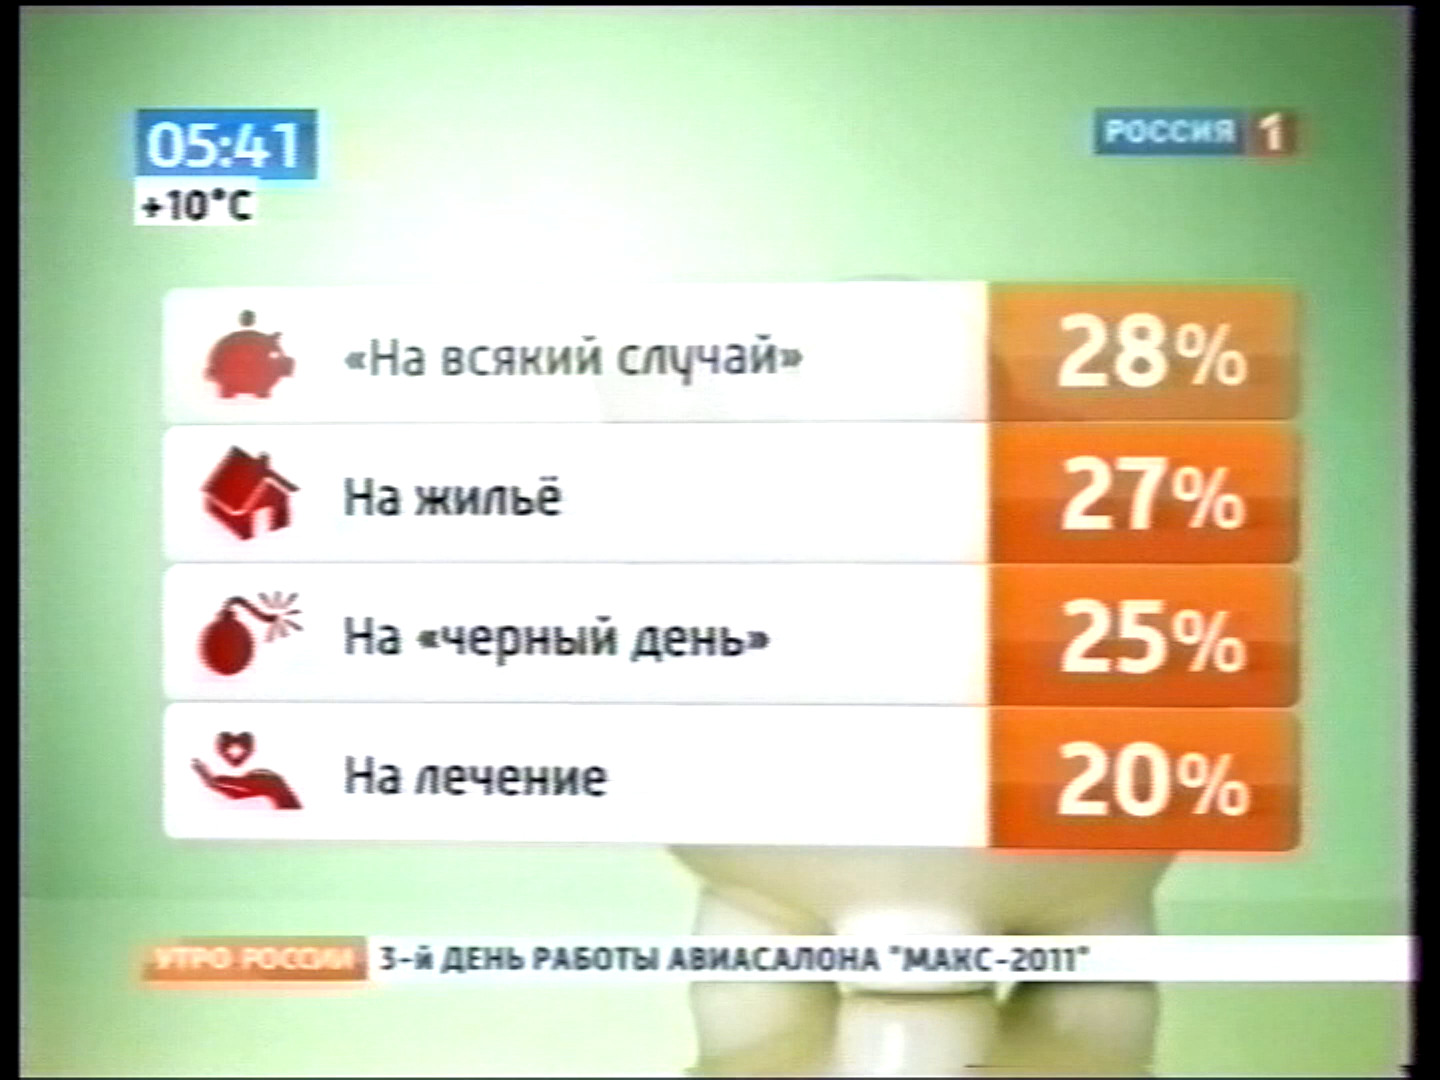 05:41
РОССИЯ 1
+10°C
«На всякий случай» 28%
На жильё 27%
На «черный день» 25%
На лечение 20%
УТРО РОССИИ 3-й ДЕНЬ РАБОТЫ АВИАСАЛОНА "МАКС-2011"